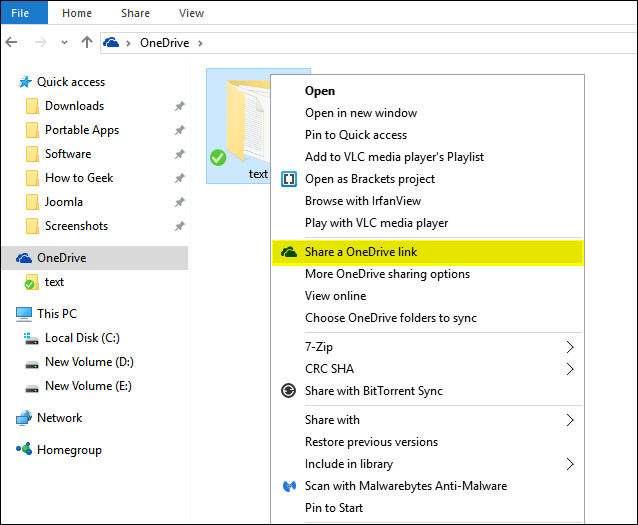 File
Home
Share
View
OneDrive
Quick access
Downloads
Portable Apps
Software
How to Geek
Joomla
Screenshots
OneDrive
text
This PC
Local Disk (C:)
New Volume (D:)
New Volume (E:)
Network
Homegroup
text
Open
Open in new window
Pin to Quick access
Add to VLC media player's Playlist
Open as Brackets project
Browse with IrfanView
Play with VLC media player
Share a OneDrive link
More OneDrive sharing options
View online
Choose OneDrive folders to sync
7-Zip
CRC SHA
Share with BitTorrent Sync
Share with
Restore previous versions
Include in library
Scan with Malwarebytes Anti-Malware
Pin to Start